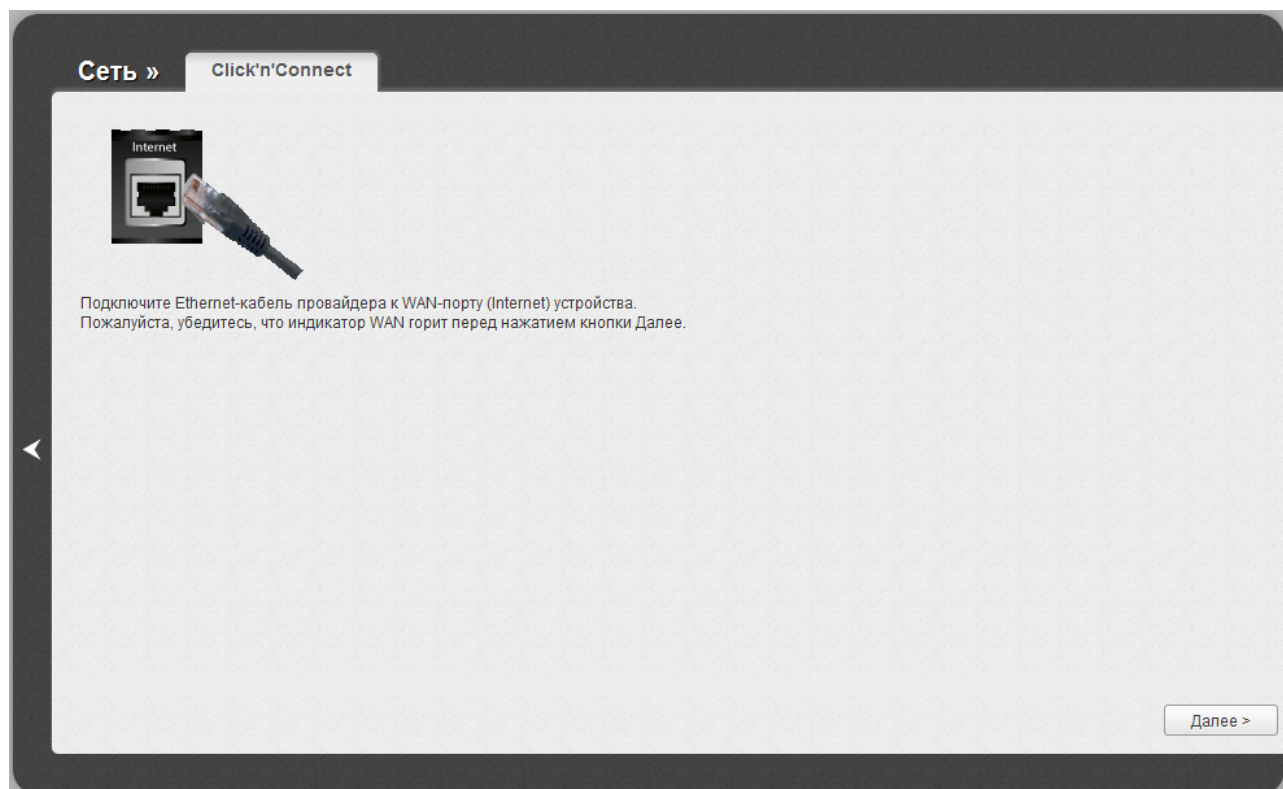 Сеть »
Click'n'Connect
Internet
Подключите Ethernet-кабель провайдера к WAN-порту (Internet) устройства.
Пожалуйста, убедитесь, что индикатор WAN горит перед нажатием кнопки Далее.
Далее >